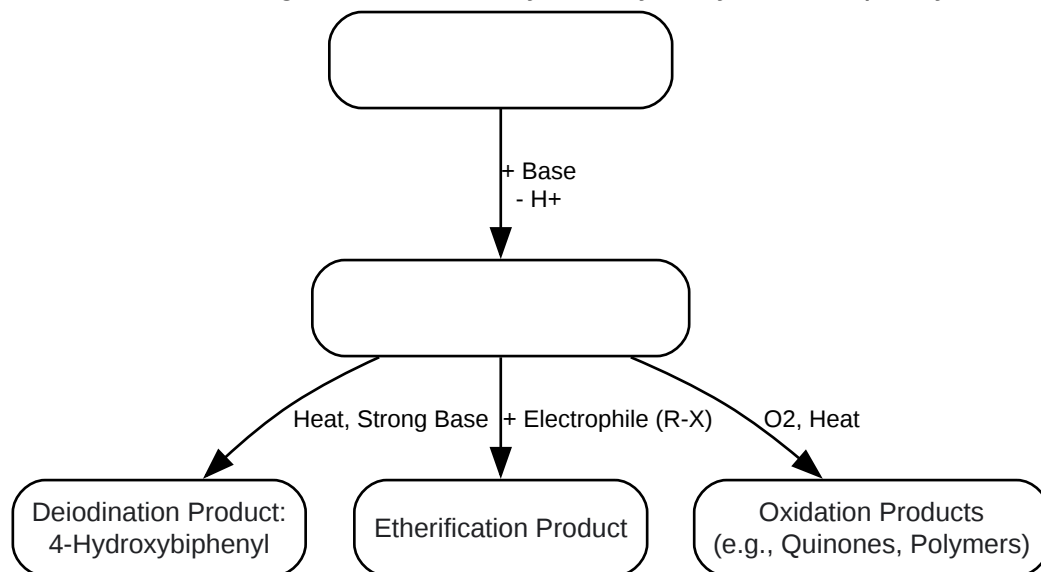 + Base
- H+
Heat, Strong Base
+ Electrophile (R-X)
O2, Heat
Deiodination Product:
4-Hydroxybiphenyl
Etherification Product
Oxidation Products
(e.g., Quinones, Polymers)